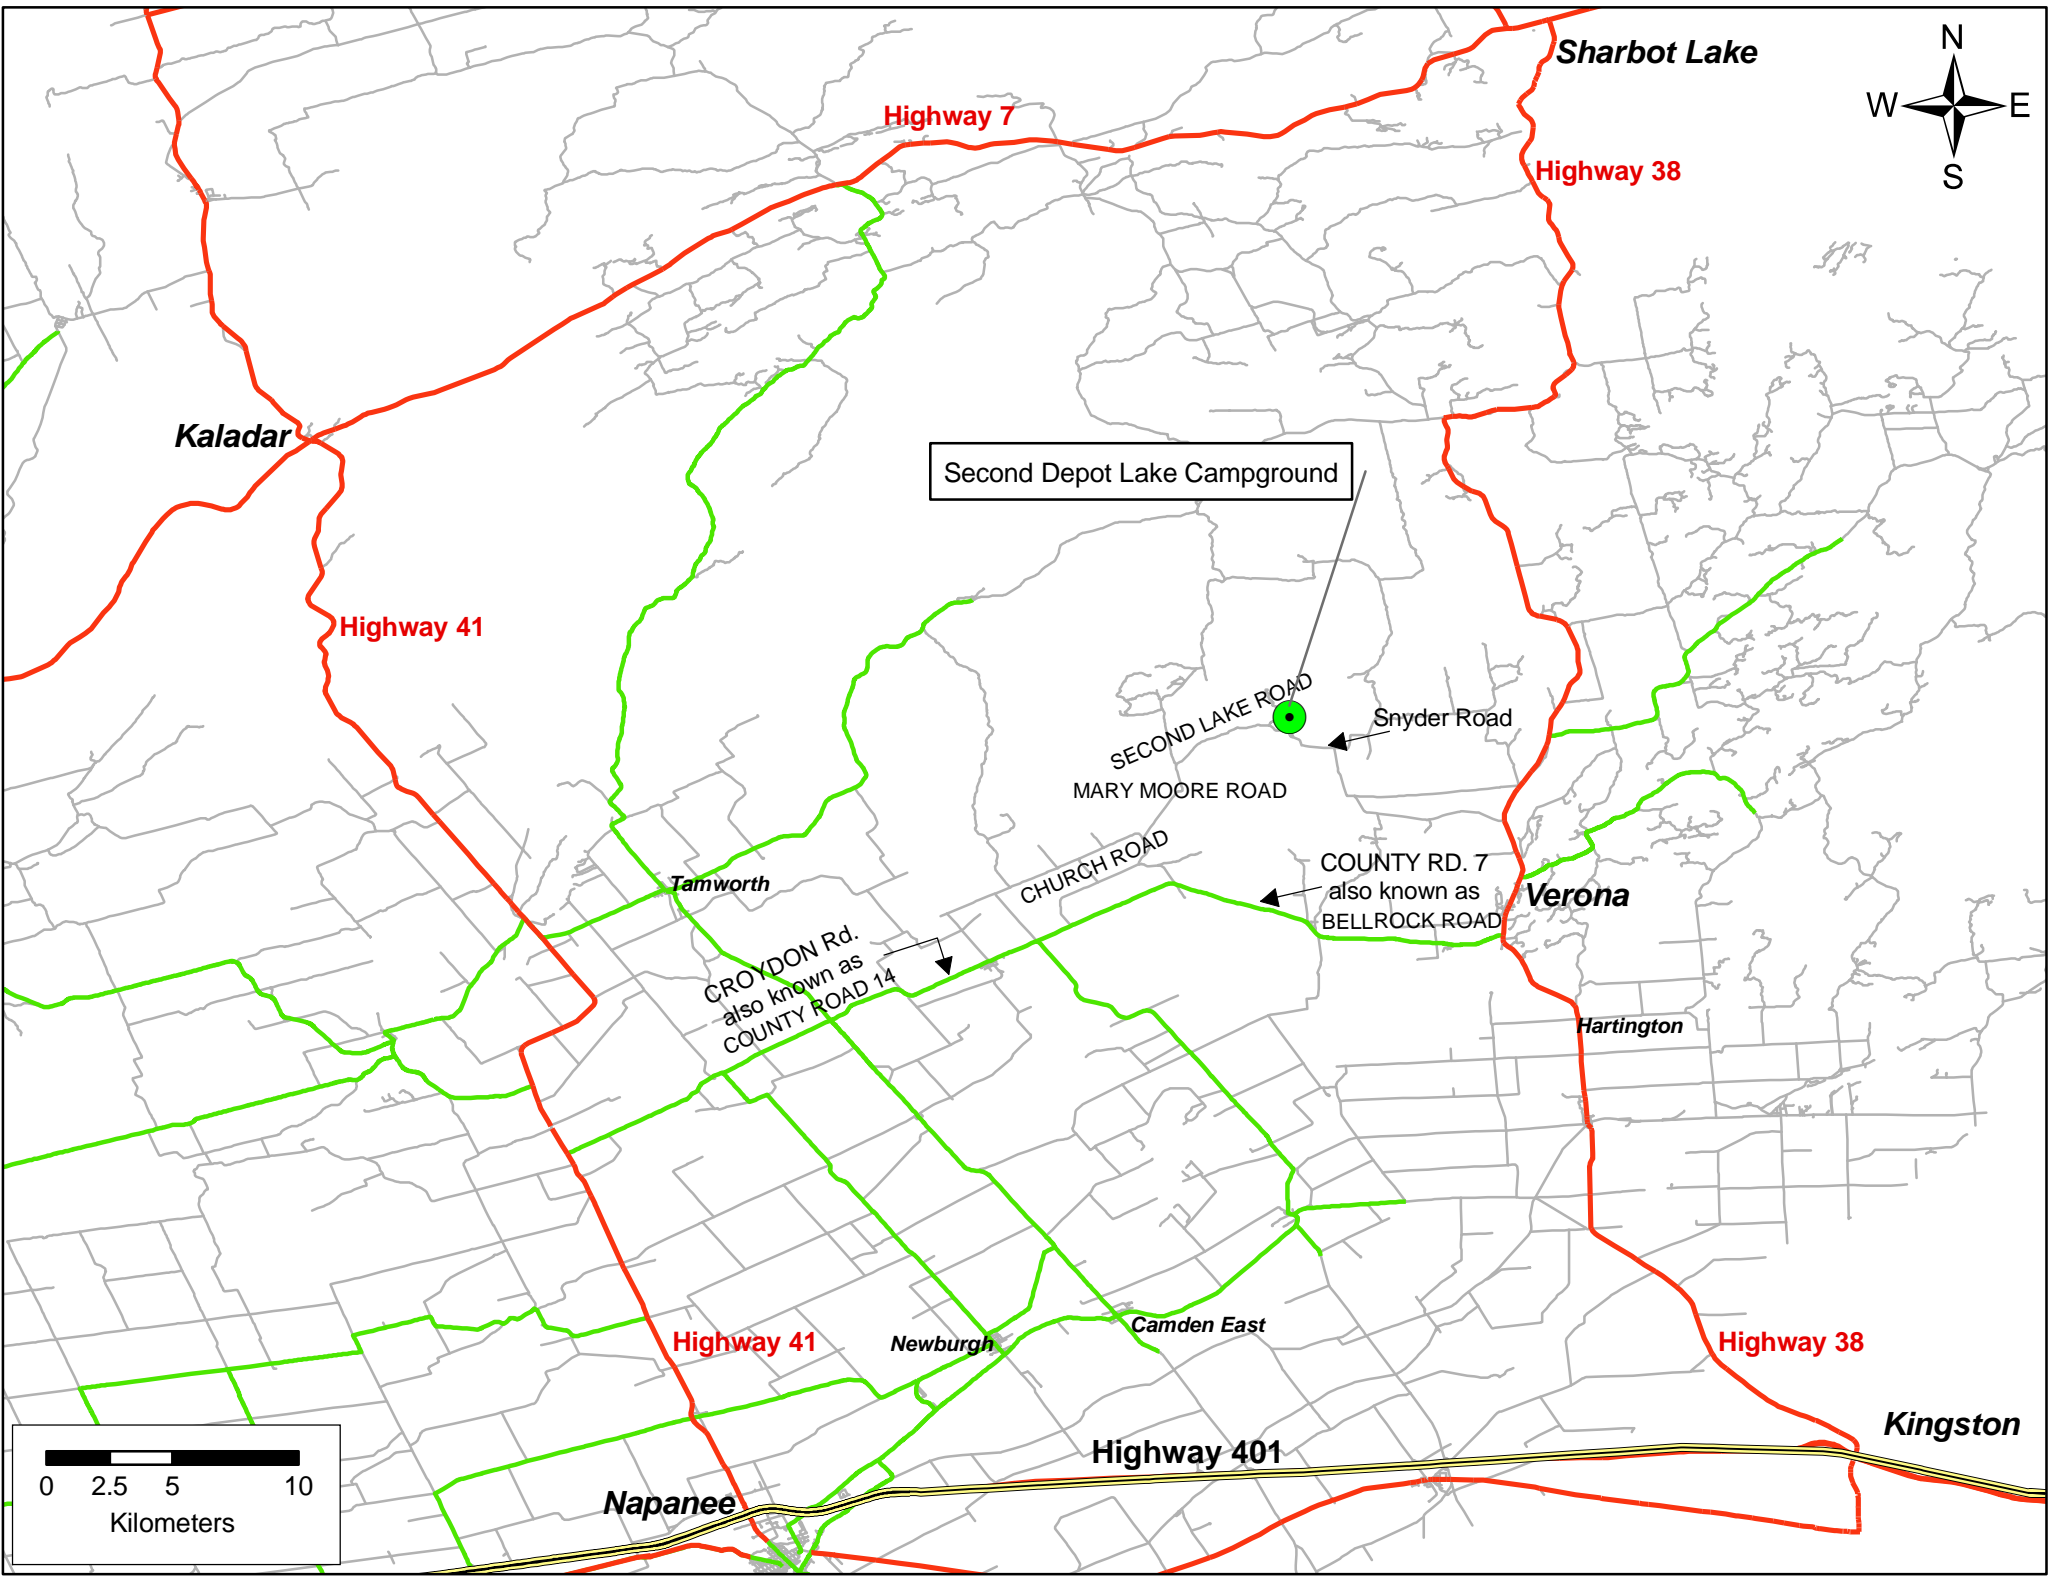 Sharbot Lake
N
W
E
S
Highway 7
Highway 38
Kaladar
Second Depot Lake Campground
Highway 41
SECOND LAKE ROAD
Snyder Road
MARY MOORE ROAD
CHURCH ROAD
COUNTY RD. 7
also known as
BELLROCK ROAD
Verona
Tamworth
CROYDON Rd.
also known as
COUNTY ROAD 14
Hartington
Highway 41
Newburgh
Camden East
Highway 38
Kingston
Highway 401
Napanee
0 2.5 5 10
Kilometers